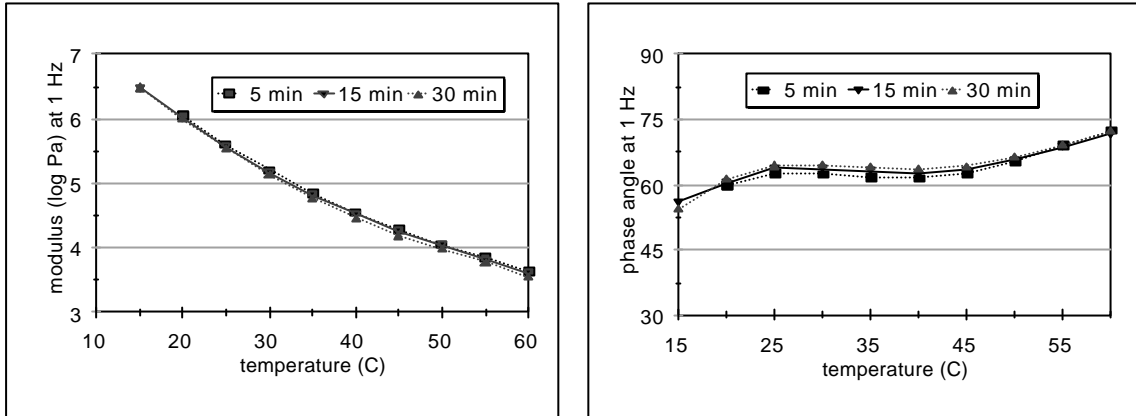 modulus (log Pa) at 1 Hz
7
6
5
4
3
5 min 15 min 30 min
10 20 30 40 50 60
temperature (C)
phase angle at 1 Hz
90
75
60
45
30
5 min 15 min 30 min
15 25 35 45 55
temperature (C)